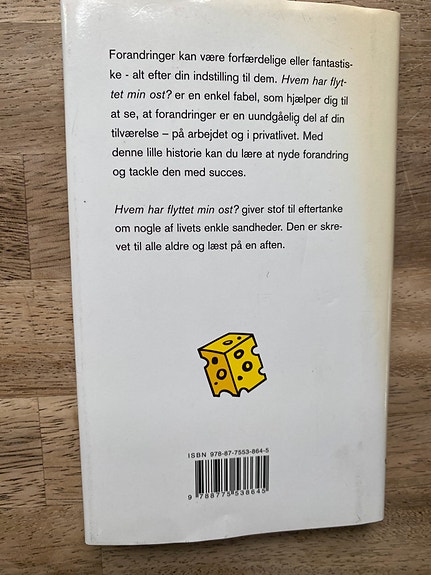 Forandringer kan være forfærdelige eller fantastis-
ke - alt efter din indstilling til dem. Hvem har flyt-
tet min ost? er en enkel fabel, som hjælper dig til
at se, at forandringer er en uundgåelig del af din
tilværelse – på arbejdet og i privatlivet. Med
denne lille historie kan du lære at nyde forandring
og tackle den med succes.
Hvem har flyttet min ost? giver stof til eftertanke
om nogle af livets enkle sandheder. Den er skre-
vet til alle aldre og læst på en aften.
ISBN 978-87-7553-864-5
9 788775 538645